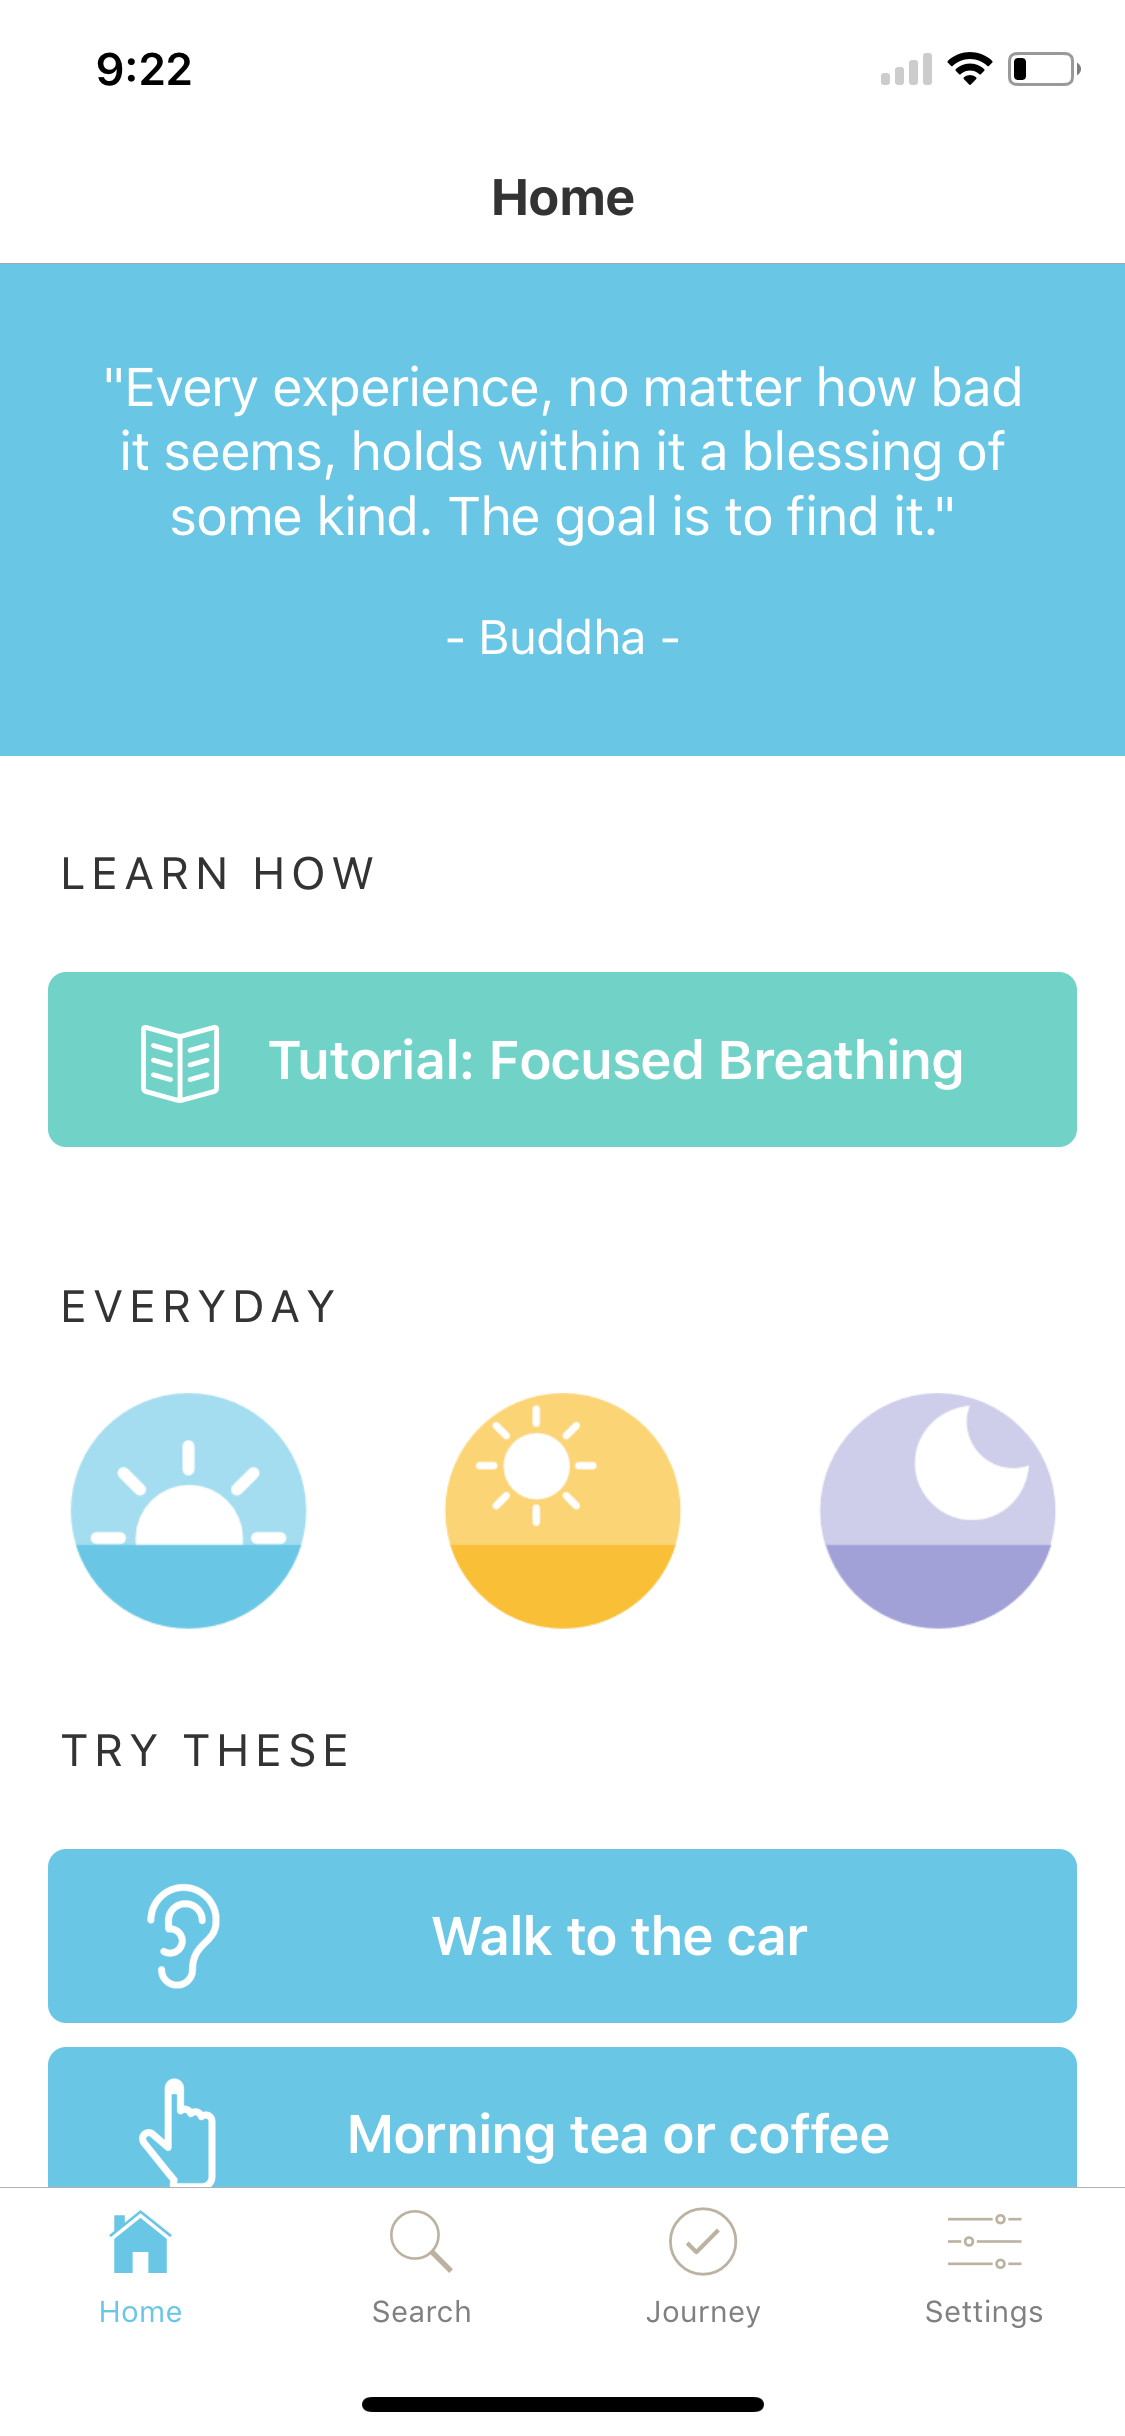 9:22
Home
"Every experience, no matter how bad
it seems, holds within it a blessing of
some kind. The goal is to find it."
- Buddha -
LEARN HOW
Tutorial: Focused Breathing
EVERYDAY
TRY THESE
Walk to the car
Morning tea or coffee
Home
Search
Journey
Settings